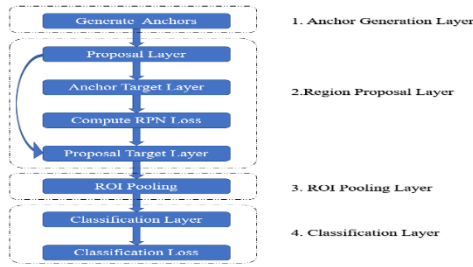 Generate Anchors
1. Anchor Generation Layer
Proposal Layer
Anchor Target Layer
2.Region Proposal Layer
Compute RPN Loss
Proposal Target Layer
ROI Pooling
3. ROI Pooling Layer
Classification Layer
4. Classification Layer
Classification Loss